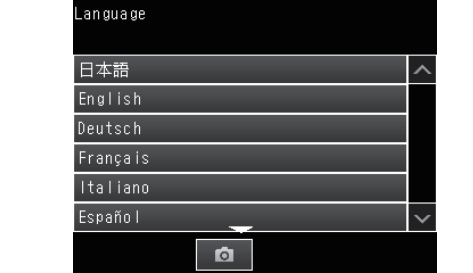 Language
日本語
English
Deutsch
Français
Italiano
Español